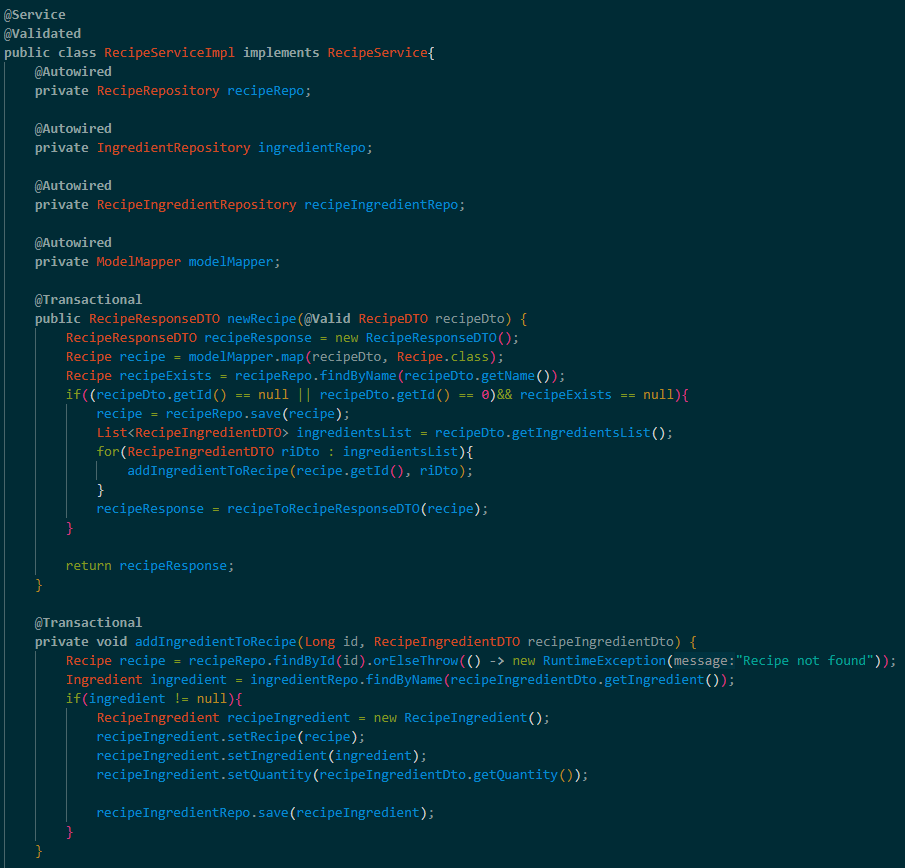 @Service
@Validated
public class RecipeServiceImpl implements RecipeService{
@Autowired
private RecipeRepository recipeRepo;
@Autowired
private IngredientRepository ingredientRepo;
@Autowired
private RecipeIngredientRepository recipeIngredientRepo;
@Autowired
private ModelMapper modelMapper;
@Transactional
public RecipeResponseDTO newRecipe(@Valid RecipeDTO recipeDto) {
RecipeResponseDTO recipeResponse = new RecipeResponseDTO();
Recipe recipe = modelMapper.map(recipeDto, Recipe.class);
Recipe recipeExists = recipeRepo.findByName(recipeDto.getName());
if((recipeDto.getId() == null || recipeDto.getId() == 0)&& recipeExists == null){
recipe = recipeRepo.save(recipe);
List<RecipeIngredientDTO> ingredientsList = recipeDto.getIngredientsList();
for(RecipeIngredientDTO riDto : ingredientsList){
addIngredientToRecipe(recipe.getId(), riDto);
}
recipeResponse = recipeToRecipeResponseDTO(recipe);
}
return recipeResponse;
}
@Transactional
private void addIngredientToRecipe(Long id, RecipeIngredientDTO recipeIngredientDto) {
Recipe recipe = recipeRepo.findById(id).orElseThrow(() -> new RuntimeException(message:"Recipe not found"));
Ingredient ingredient = ingredientRepo.findByName(recipeIngredientDto.getIngredient());
if(ingredient != null){
RecipeIngredient recipeIngredient = new RecipeIngredient();
recipeIngredient.setRecipe(recipe);
recipeIngredient.setIngredient(ingredient);
recipeIngredient.setQuantity(recipeIngredientDto.getQuantity());
recipeIngredientRepo.save(recipeIngredient);
}
}